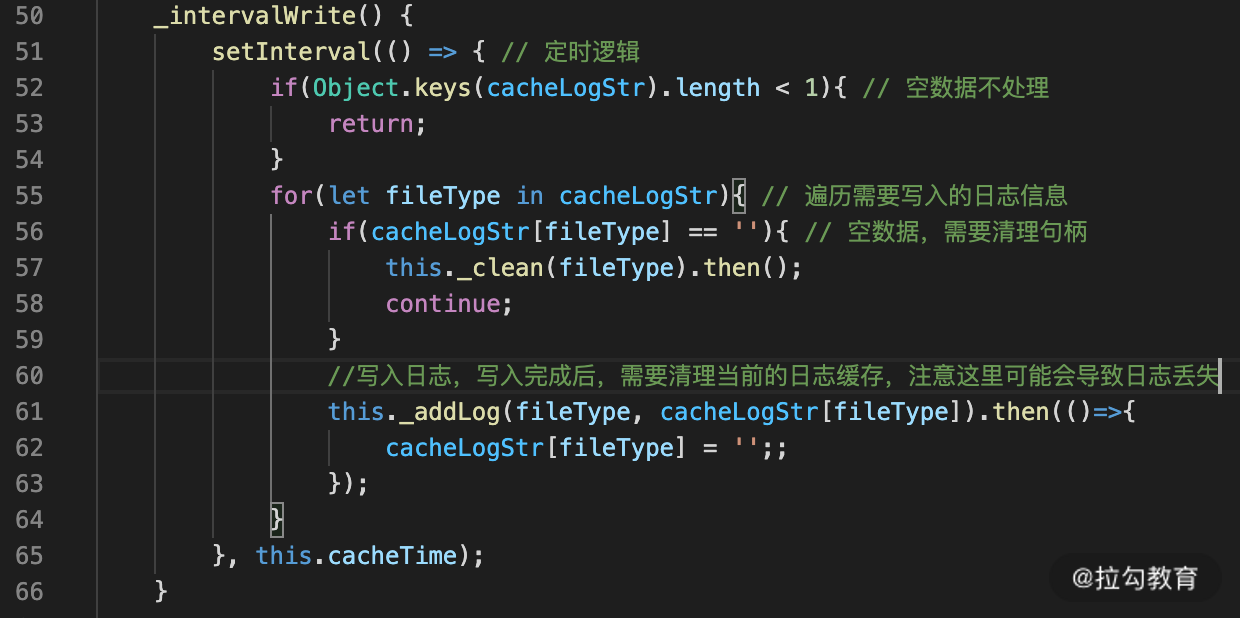 50 _intervalWrite() {
51 setInterval(() => { // 定时逻辑
52 if(Object.keys(cacheLogStr).length < 1){ // 空数据不处理
53 return;
54 }
55 for(let fileType in cacheLogStr){ // 遍历需要写入的日志信息
56 if(cacheLogStr[fileType] == ''){ // 空数据，需要清理句柄
57 this._clean(fileType).then();
58 continue;
59 }
60 //写入日志，写入完成后，需要清理当前的日志缓存，注意这里可能会导致日志丢失
61 this._addLog(fileType, cacheLogStr[fileType]).then(()=>{
62 cacheLogStr[fileType] = '';;
63 });
64 }
65 }, this.cacheTime);
66 }
@拉勾教育